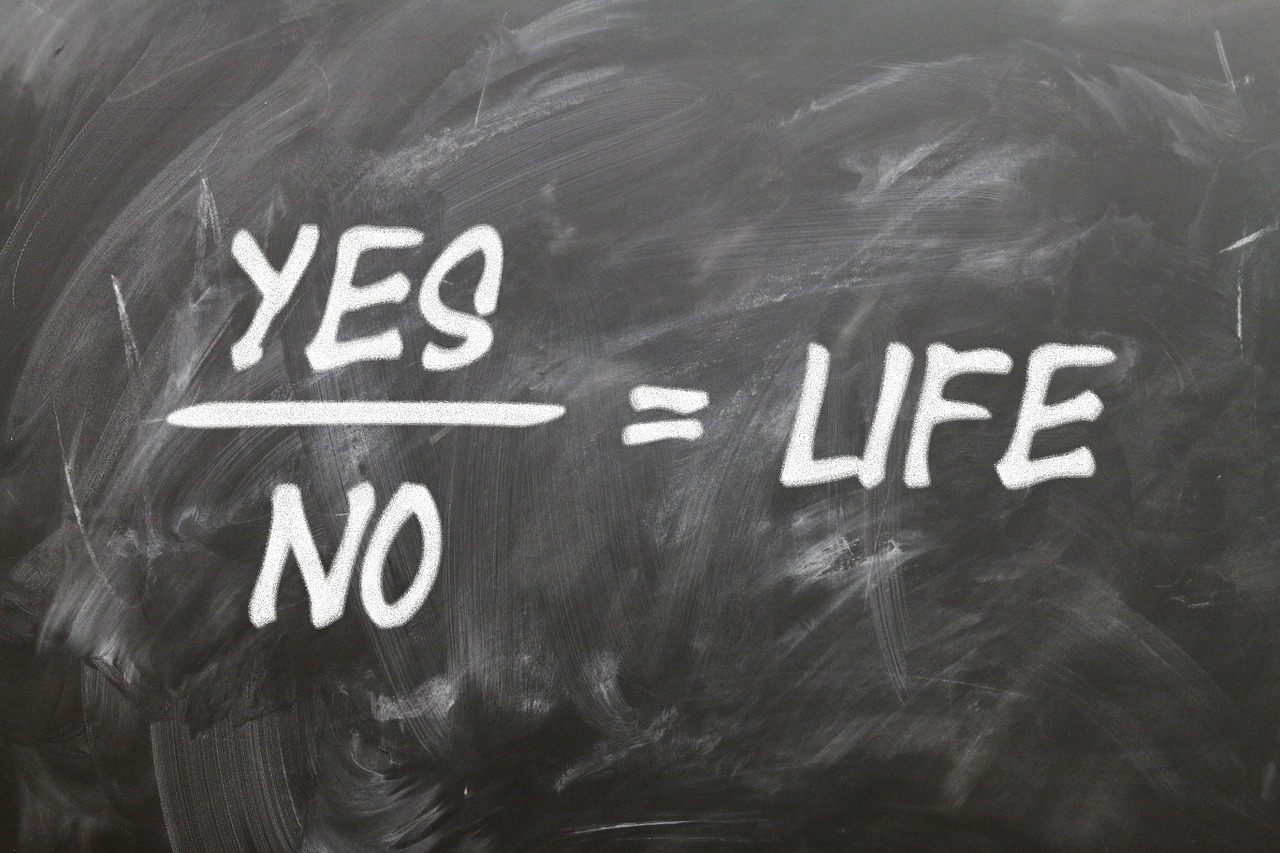 YES
NO
= LIFE